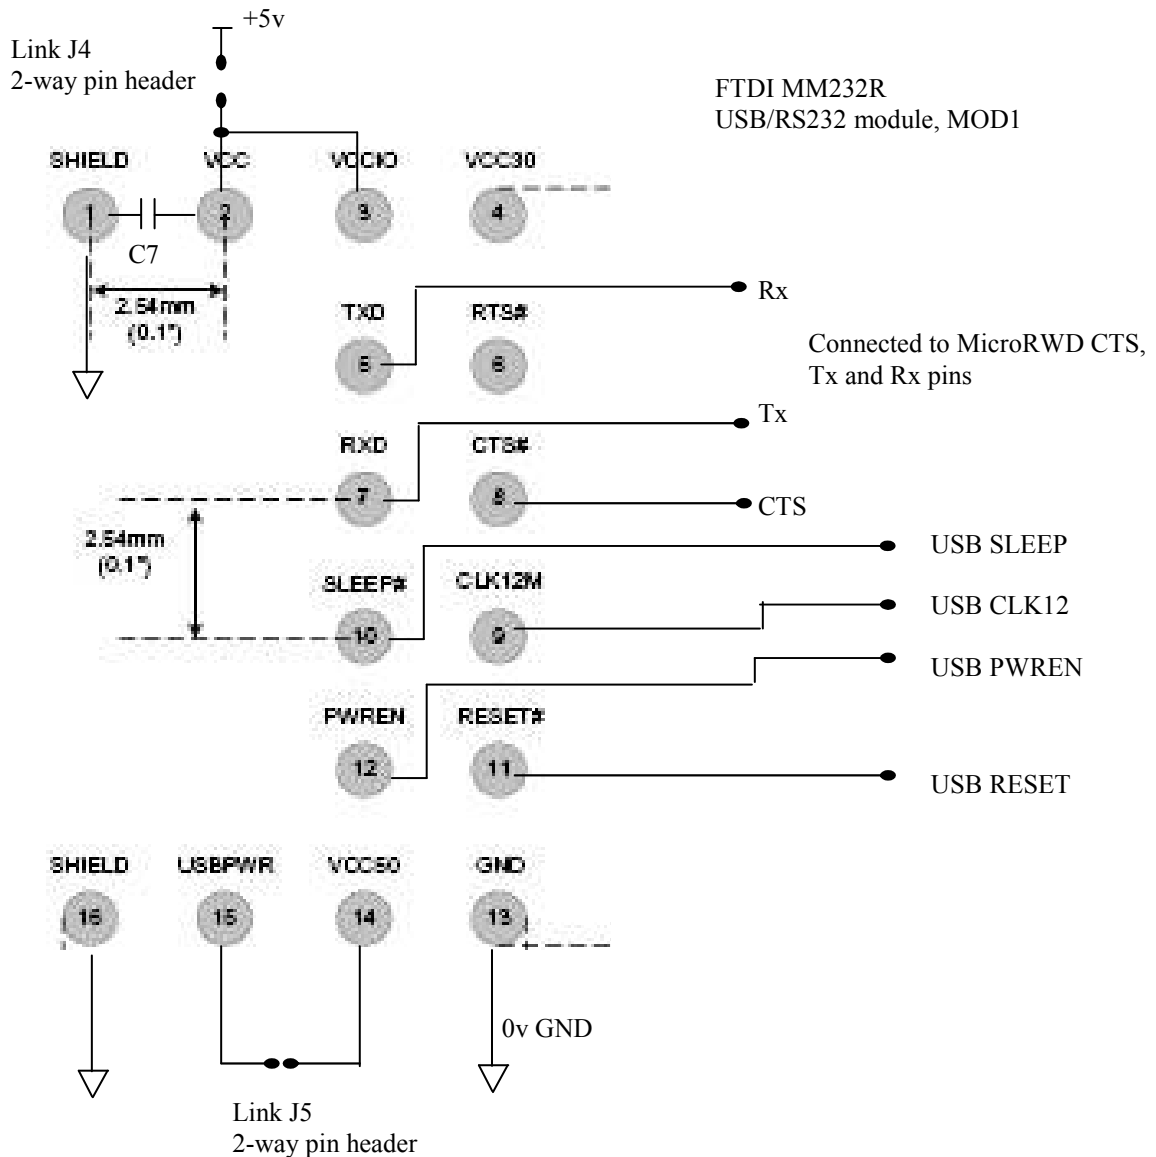 +5v
Link J4
2-way pin header
FTDI MM232R
USB/RS232 module, MOD1
SHIELD VCC VCCIO VCC30
1 2 3 4
C7
2.54mm
(0.1")
TXD RTS#
5 6
Rx
Connected to MicroRWD CTS,
Tx and Rx pins
Tx
RXD CTS#
7 8
CTS
2.54mm
(0.1")
USB SLEEP
SLEEP# CLK12M
10 9
USB CLK12
USB PWREN
PWREN RESET#
12 11
USB RESET
SHIELD USBPWR VCC50 GND
16 15 14 13
0v GND
Link J5
2-way pin header